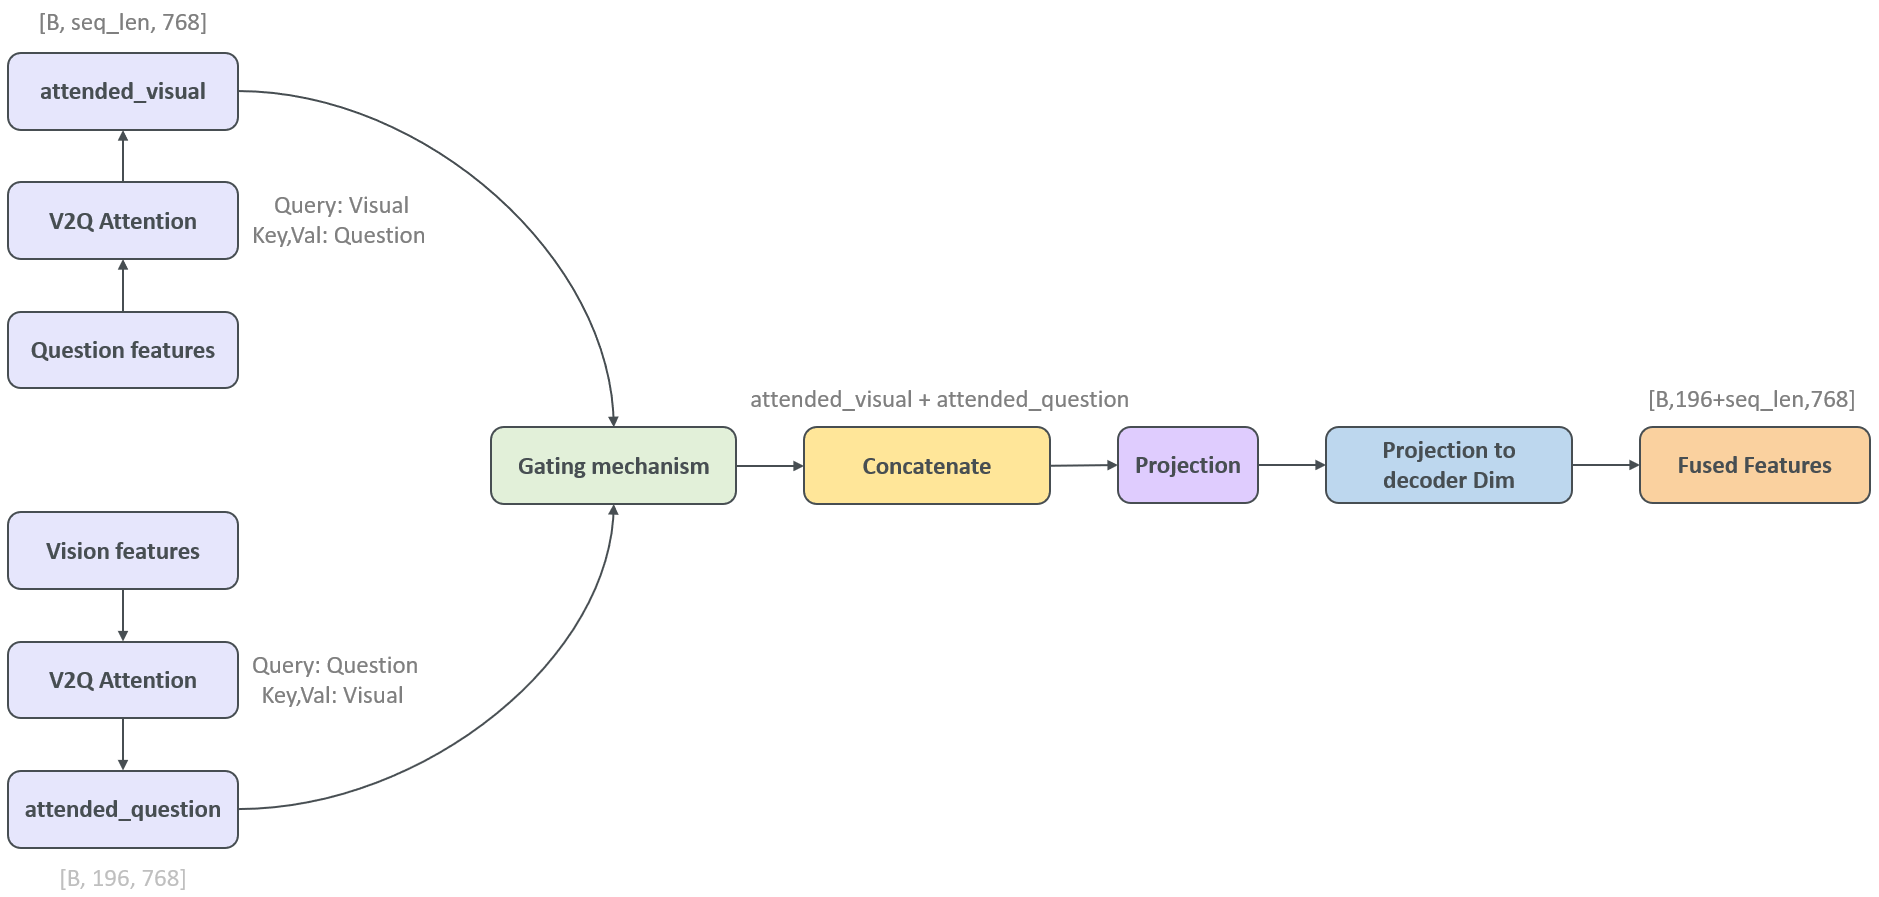 [B, seq_len, 768]
attended_visual
V2Q Attention
Query: Visual
Key,Val: Question
Question features
Vision features
V2Q Attention
Query: Question
Key,Val: Visual
attended_question
[B, 196, 768]
Gating mechanism
attended_visual + attended_question
Concatenate
Projection
Projection to
decoder Dim
[B,196+seq_len,768]
Fused Features